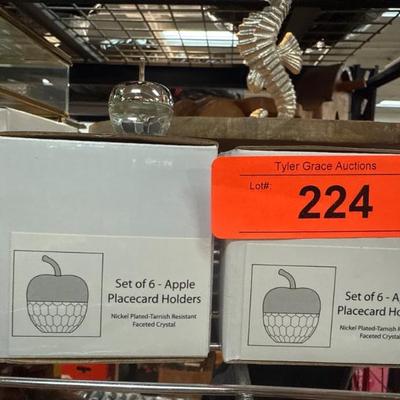 Tyler Grace Auctions
Lot#:
224
Set of 6 - Apple
Placecard Holders
Nickel Plated-Tarnish Resistant
Faceted Crystal
Set of 6 - A
Placecard Ho
Nickel Plated-Tarnish R
Faceted Crystal